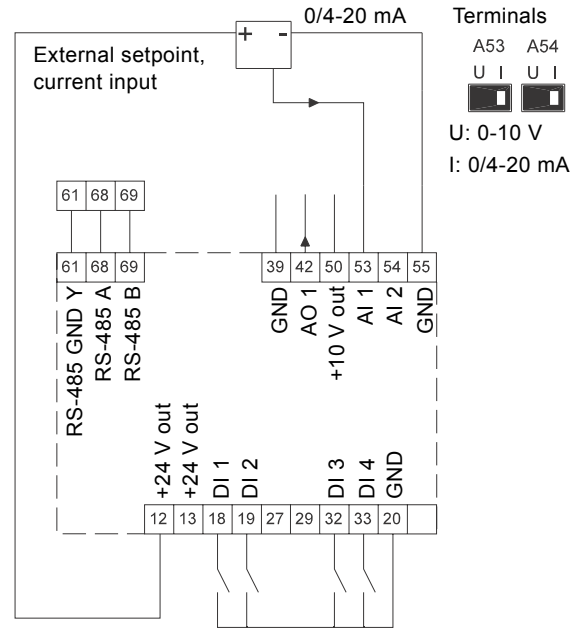 0/4-20 mA
Terminals
External setpoint,
current input
+ -
A53 A54
U I U I
U: 0-10 V
I: 0/4-20 mA
61 68 69
61 68 69
39 42 50 53 54 55
RS-485 GND Y
RS-485 A
RS-485 B
GND
AO 1
+10 V out
AI 1
AI 2
GND
+24 V out
+24 V out
DI 1
DI 2
DI 3
DI 4
GND
12 13 18 19 27 29 32 33 20